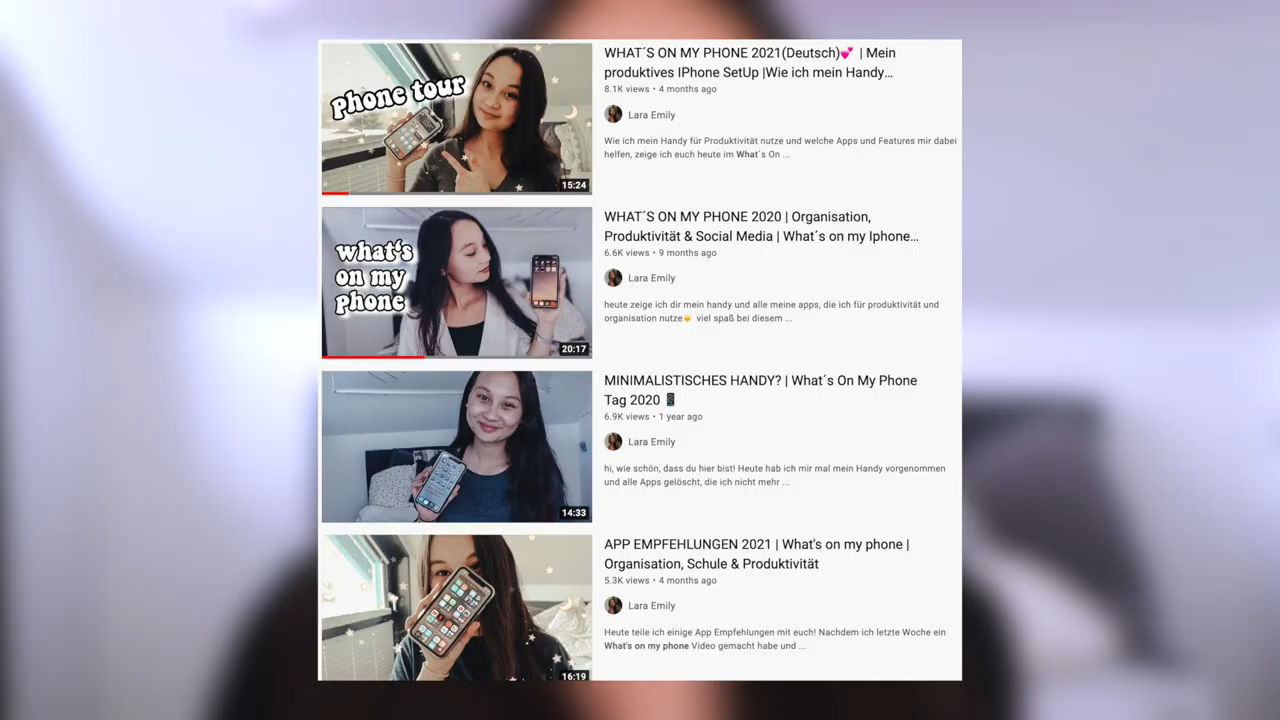 phone tour
15:24
WHAT´S ON MY PHONE 2021(Deutsch)💕 | Mein
produktives IPhone SetUp |Wie ich mein Handy…
8.1K views • 4 months ago
Lara Emily
Wie ich mein Handy für Produktivität nutze und welche Apps und Features mir dabei
helfen, zeige ich euch heute im What´s On ...
what's
on my
phone
20:17
WHAT´S ON MY PHONE 2020 | Organisation,
Produktivität & Social Media | What´s on my Iphone…
6.6K views • 9 months ago
Lara Emily
heute zeige ich dir mein handy und alle meine apps, die ich für produktivität und
organisation nutze☀️ viel spaß bei diesem ...
14:33
MINIMALISTISCHES HANDY? | What´s On My Phone
Tag 2020 📱
6.9K views • 1 year ago
Lara Emily
hi, wie schön, dass du hier bist! Heute hab ich mir mal mein Handy vorgenommen
und alle Apps gelöscht, die ich nicht mehr ...
16:19
APP EMPFEHLUNGEN 2021 | What's on my phone |
Organisation, Schule & Produktivität
5.3K views • 4 months ago
Lara Emily
Heute teile ich einige App Empfehlungen mit euch! Nachdem ich letzte Woche ein
What's on my phone Video gemacht habe und ...